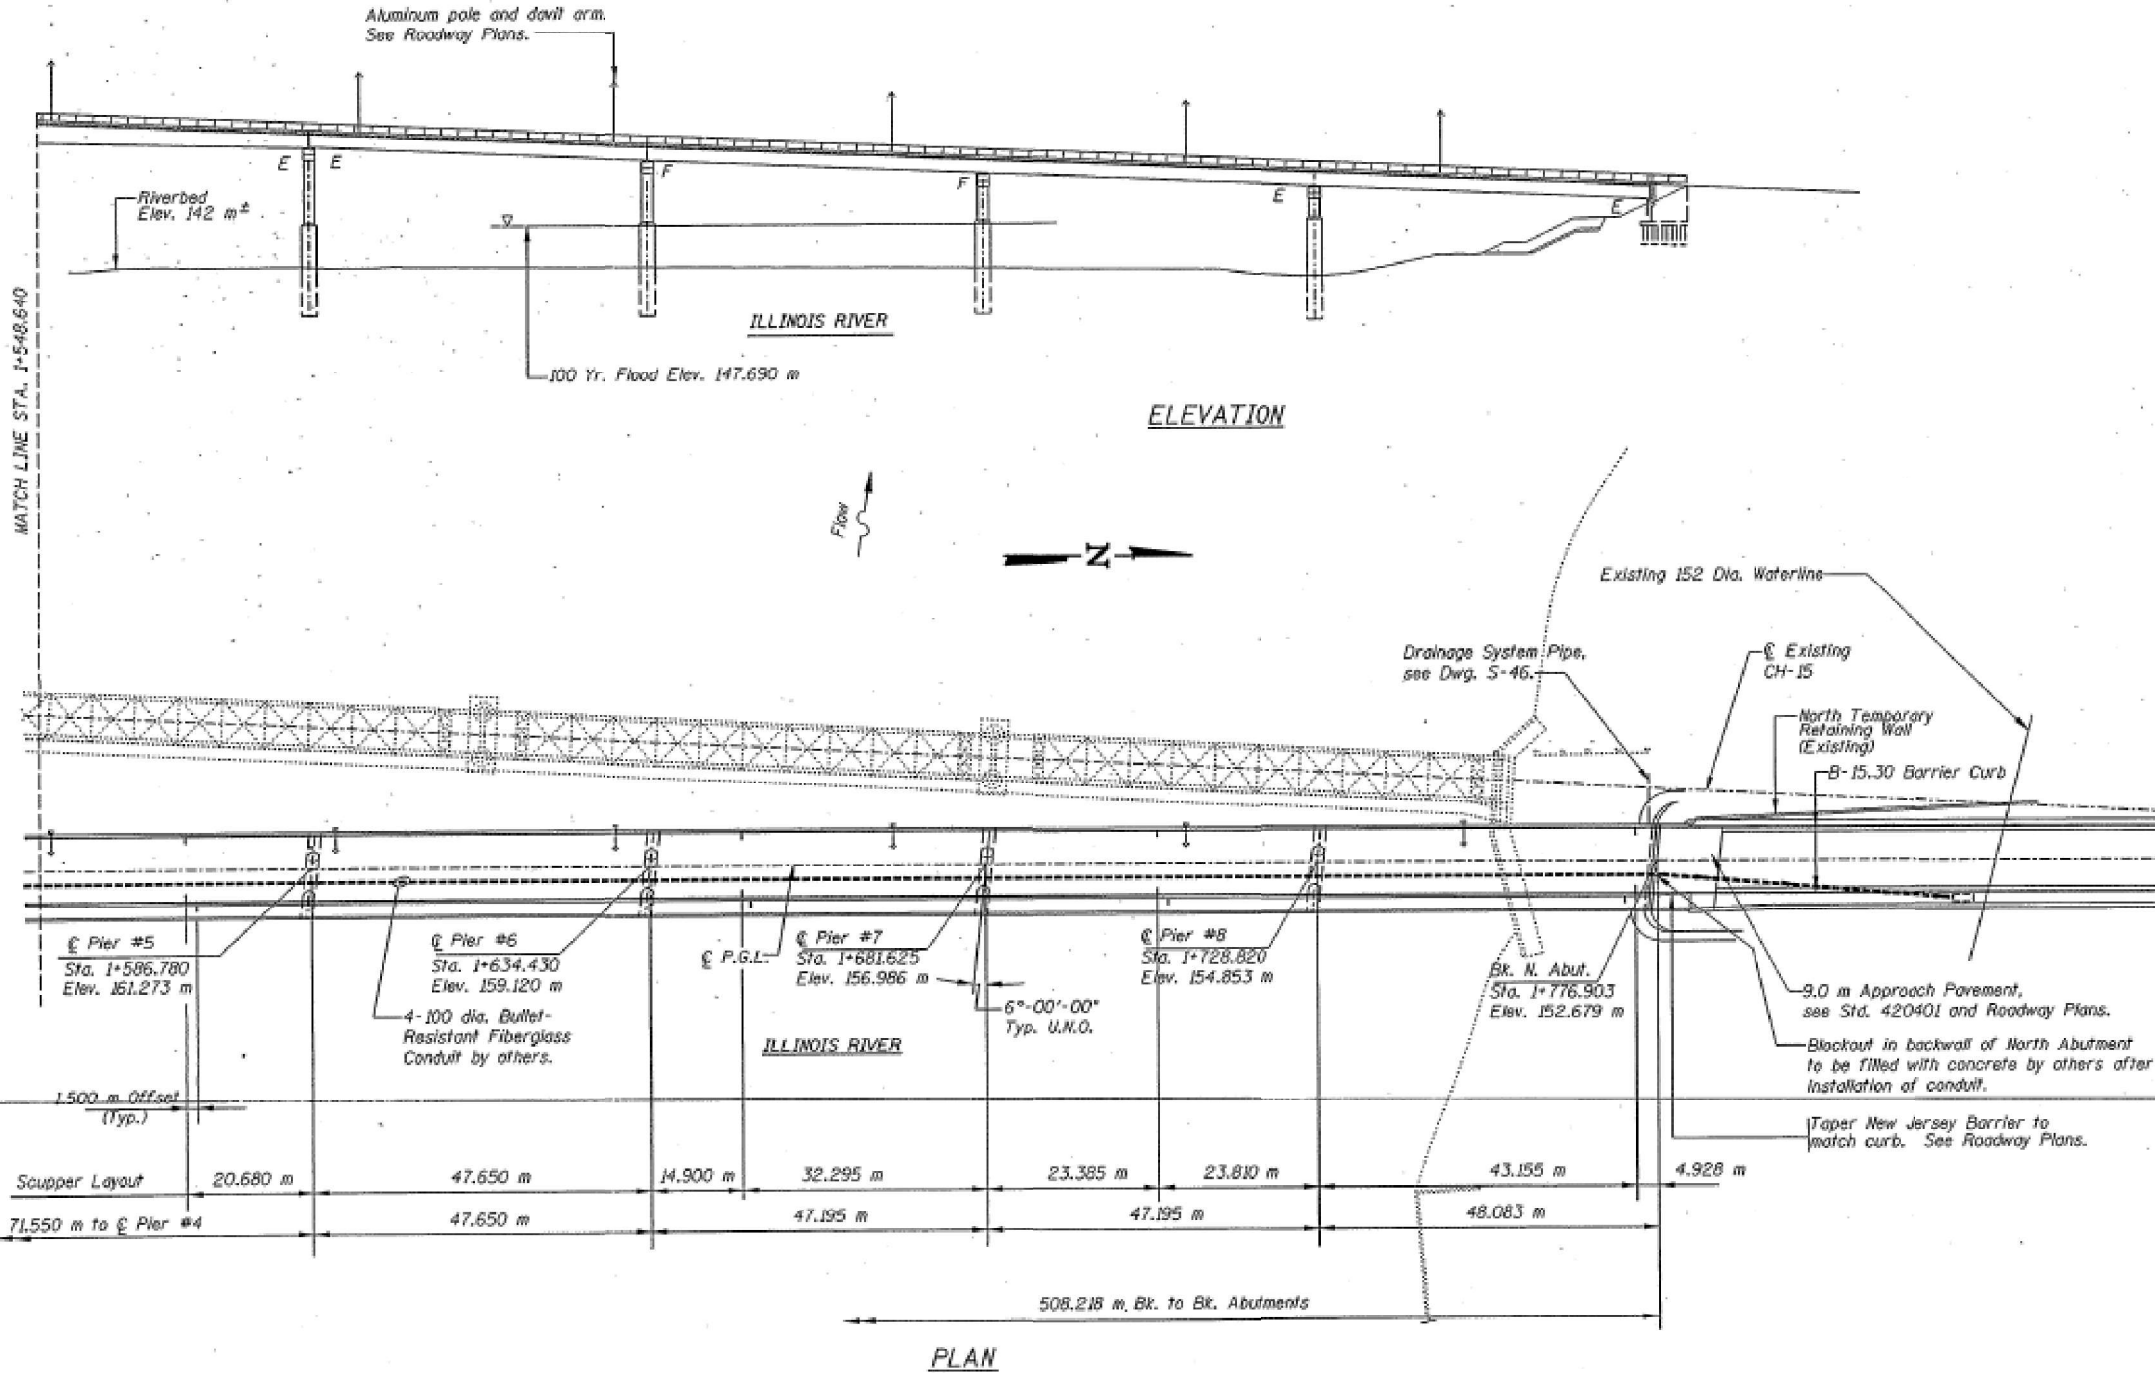 Aluminum pole and davit arm.
See Roadway Plans.
E
E
F
F
E
E
Riverbed
Elev. 142 m±
ILLINOIS RIVER
100 Yr. Flood Elev. 147.690 m
ELEVATION
MATCH LINE STA. 1+548.640
Flow
N
Existing 152 Dia. Waterline
Drainage System Pipe,
see Dwg. S-46.
℄ Existing
CH-15
North Temporary
Retaining Wall
(Existing)
B-15.30 Barrier Curb
℄ Pier #5
Sta. 1+586.780
Elev. 161.273 m
℄ Pier #6
Sta. 1+634.430
Elev. 159.120 m
℄ P.G.L.
℄ Pier #7
Sta. 1+681.625
Elev. 156.986 m
℄ Pier #8
Sta. 1+728.820
Elev. 154.853 m
Bk. N. Abut.
Sta. 1+776.903
Elev. 152.679 m
4-100 dia. Bullet-
Resistant Fiberglass
Conduit by others.
6°-00'-00"
Typ. U.N.O.
ILLINOIS RIVER
9.0 m Approach Pavement,
see Std. 420401 and Roadway Plans.
Blockout in backwall of North Abutment
to be filled with concrete by others after
installation of conduit.
Taper New Jersey Barrier to
match curb. See Roadway Plans.
1.500 m Offset
(Typ.)
Scupper Layout
20.680 m
47.650 m
14.900 m
32.295 m
23.385 m
23.810 m
43.155 m
4.928 m
71.550 m to ℄ Pier #4
47.650 m
47.195 m
47.195 m
48.083 m
508.218 m Bk. to Bk. Abutments
PLAN